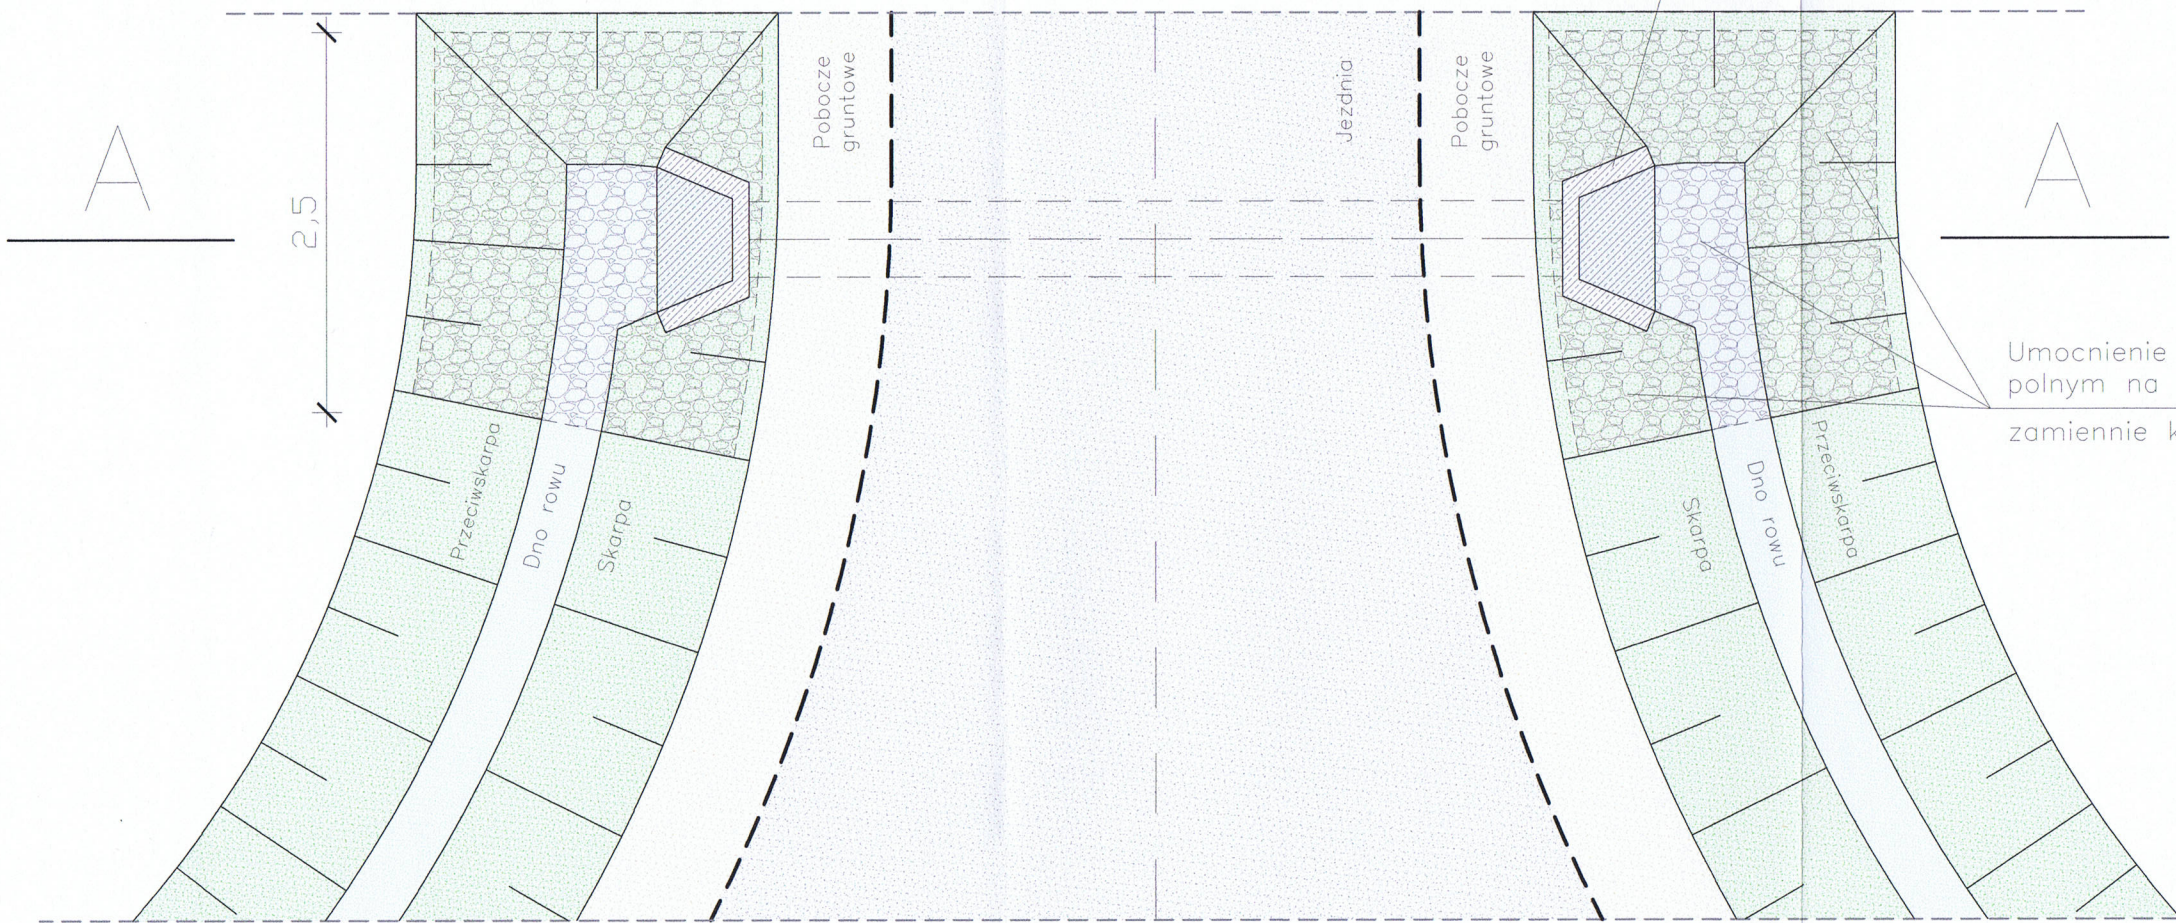 A
2,5
Pobocze
gruntowe
Jezdnia
Pobocze
gruntowe
A
Umocnienie
polnym na
zamiennie k
Przeciwskarpa
Dno rowu
Skarpa
Skarpa
Dno rowu
Przeciwskarpa